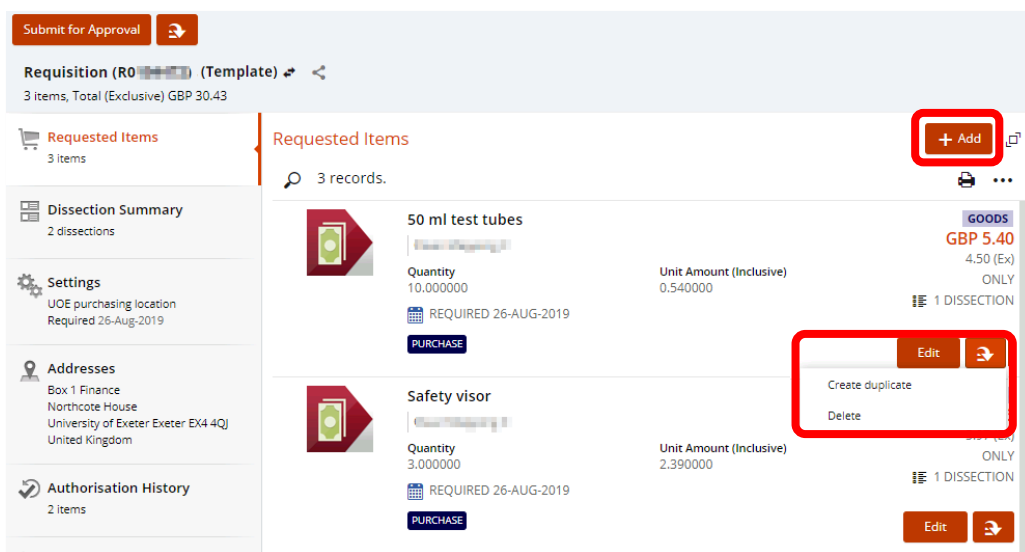 Submit for Approval
Requisition (R0 ) (Template)
3 items, Total (Exclusive) GBP 30.43
Requested Items
3 items
Dissection Summary
2 dissections
Settings
UOE purchasing location
Required 26-Aug-2019
Addresses
Box 1 Finance
Northcote House
University of Exeter Exeter EX4 4QJ
United Kingdom
Authorisation History
2 items
Requested Items
+ Add
3 records.
50 ml test tubes
GOODS
GBP 5.40
4.50 (Ex)
ONLY
1 DISSECTION
Quantity
10.000000
Unit Amount (Inclusive)
0.540000
REQUIRED 26-AUG-2019
PURCHASE
Edit
Create duplicate
Delete
Safety visor
Quantity
3.000000
Unit Amount (Inclusive)
2.390000
ONLY
1 DISSECTION
REQUIRED 26-AUG-2019
PURCHASE
Edit